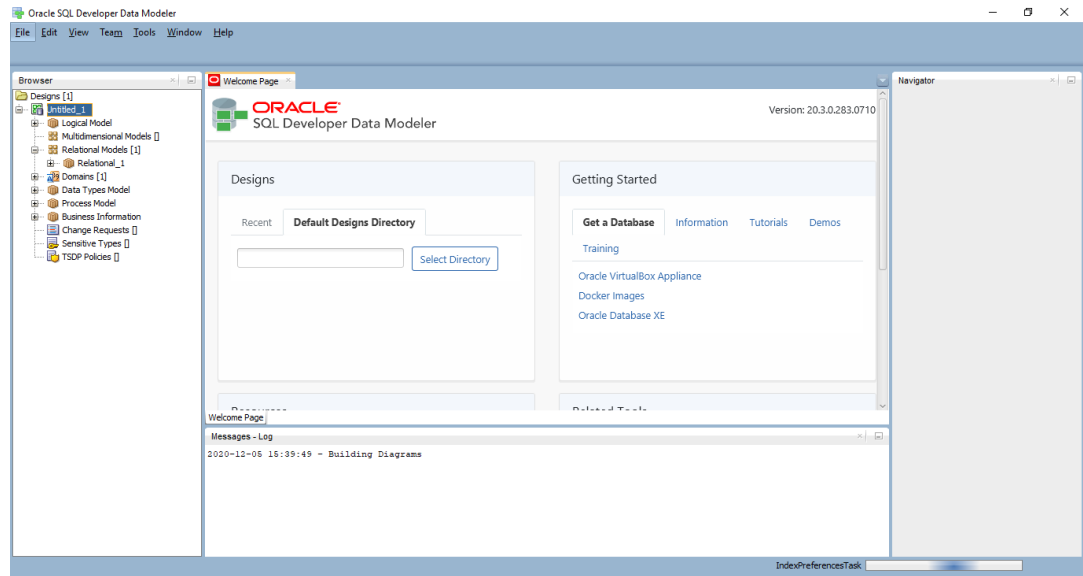 Oracle SQL Developer Data Modeler
File Edit View Team Tools Window Help
Browser
Designs [1]
Untitled_1
Logical Model
Multidimensional Models []
Relational Models [1]
Relational_1
Domains [1]
Data Types Model
Process Model
Business Information
Change Requests []
Sensitive Types []
TSDP Policies []
Welcome Page
ORACLE
SQL Developer Data Modeler
Version: 20.3.0.283.0710
Designs
Recent Default Designs Directory
Select Directory
Getting Started
Get a Database Information Tutorials Demos
Training
Oracle VirtualBox Appliance
Docker Images
Oracle Database XE
Resources
Related Tools
Welcome Page
Messages - Log
2020-12-05 15:39:49 - Building Diagrams
Navigator
IndexPreferencesTask